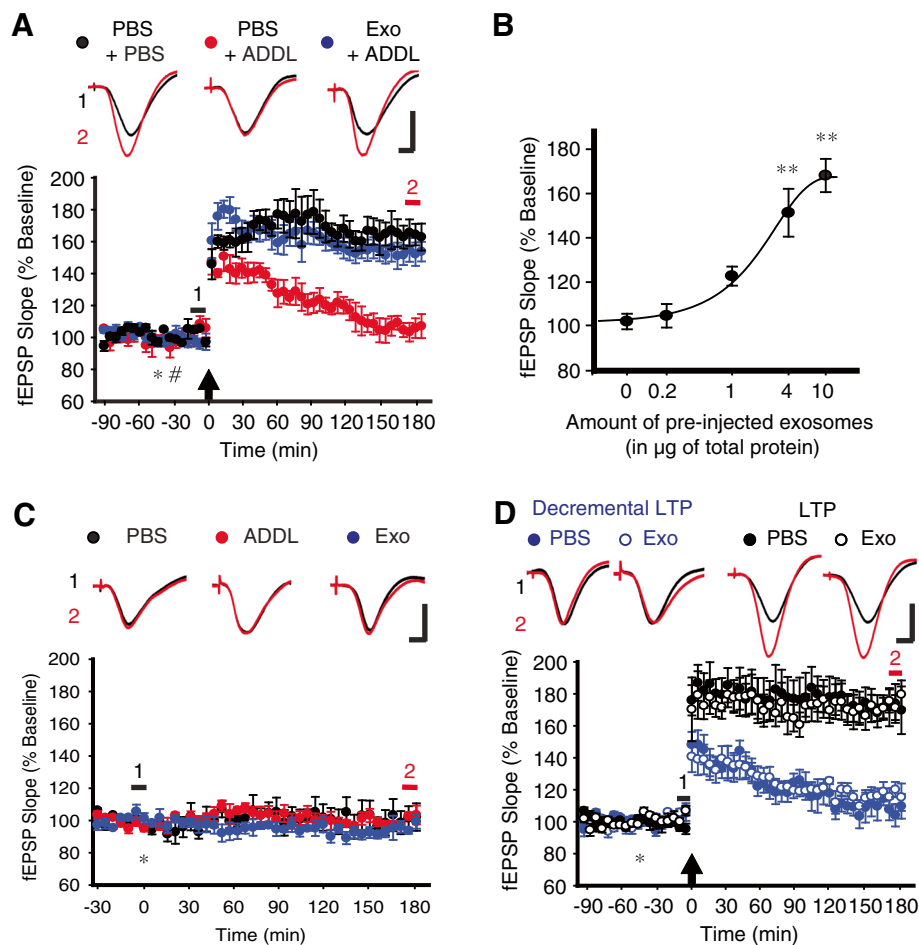 A
PBS
+ PBS
PBS
+ ADDL
Exo
+ ADDL
1
2
fEPSP Slope (% Baseline)
200
180
160
140
120
100
80
60
1
2
* #
-90 -60 -30 0 30 60 90 120 150 180
Time (min)
B
fEPSP Slope (% Baseline)
180
160
140
120
100
80
**
**
0 0.2 1 4 10
Amount of pre-injected exosomes
(in µg of total protein)
C
PBS ADDL Exo
1
2
fEPSP Slope (% Baseline)
200
180
160
140
120
100
80
60
1
2
*
-30 0 30 60 90 120 150 180
Time (min)
D
Decremental LTP LTP
PBS Exo PBS Exo
1
2
fEPSP Slope (% Baseline)
200
180
160
140
120
100
80
60
1
2
*
-90 -60 -30 0 30 60 90 120 150 180
Time (min)